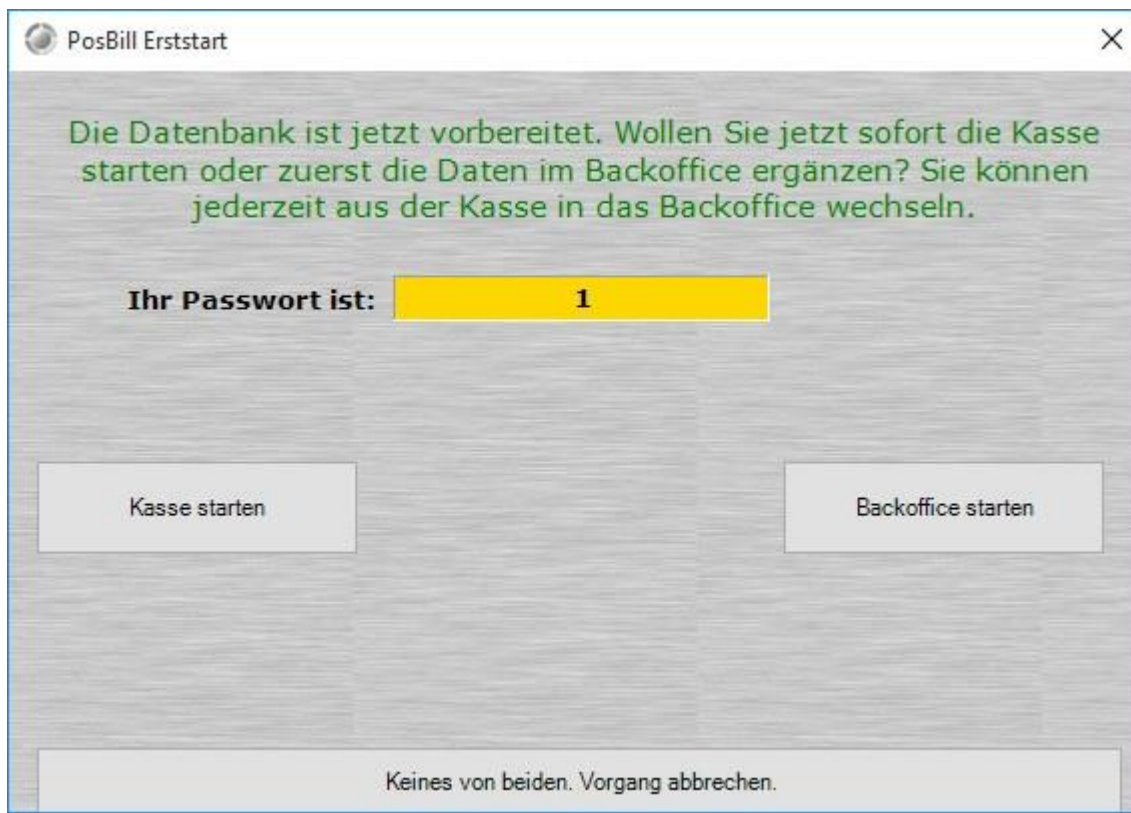 PosBill Erststart
Die Datenbank ist jetzt vorbereitet. Wollen Sie jetzt sofort die Kasse
starten oder zuerst die Daten im Backoffice ergänzen? Sie können
jederzeit aus der Kasse in das Backoffice wechseln.
Ihr Passwort ist: 1
Kasse starten
Backoffice starten
Keines von beiden. Vorgang abbrechen.